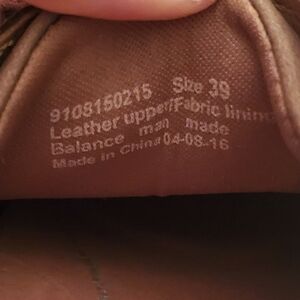 9108150215 Size 39
Leather upper/Fabric lining
Balance man made
Made in China 04-08-16